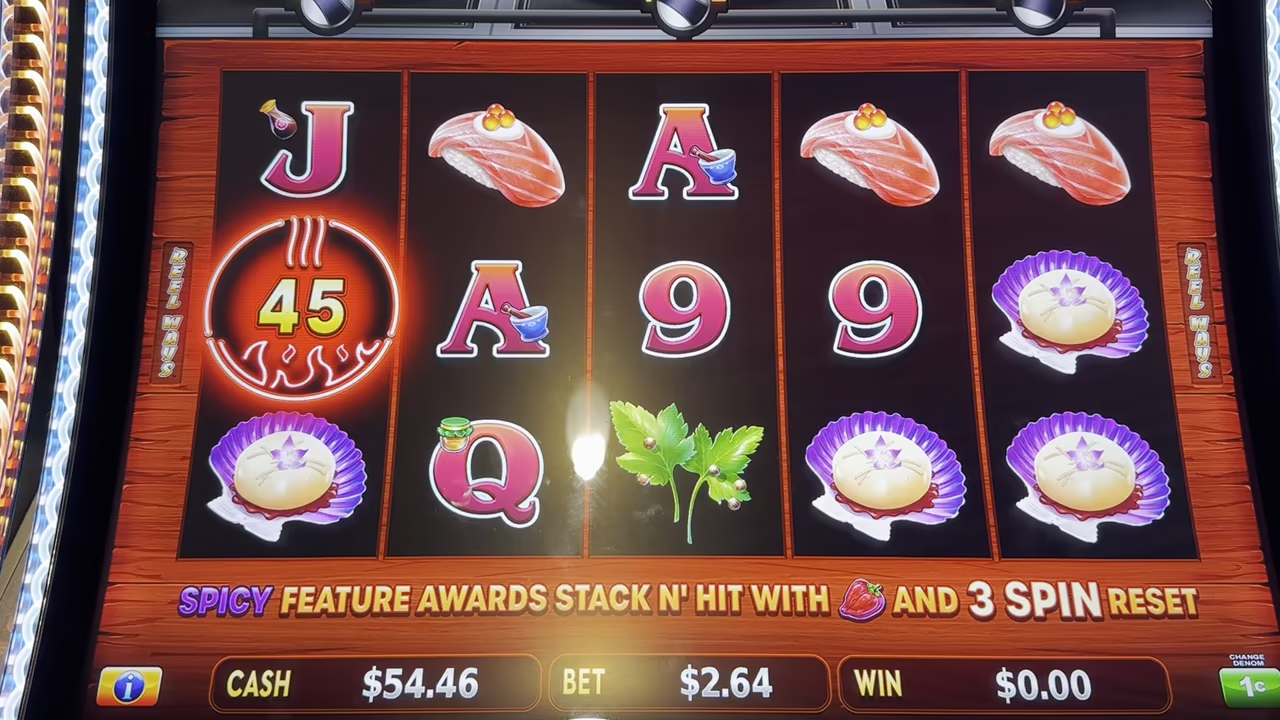 J A
45 A 9 9
Q
REEL WAYS
REEL WAYS
SPICY FEATURE AWARDS STACK N' HIT WITH AND 3 SPIN RESET
CASH $54.46 BET $2.64 WIN $0.00
i
CHANGE
DENOM
1¢